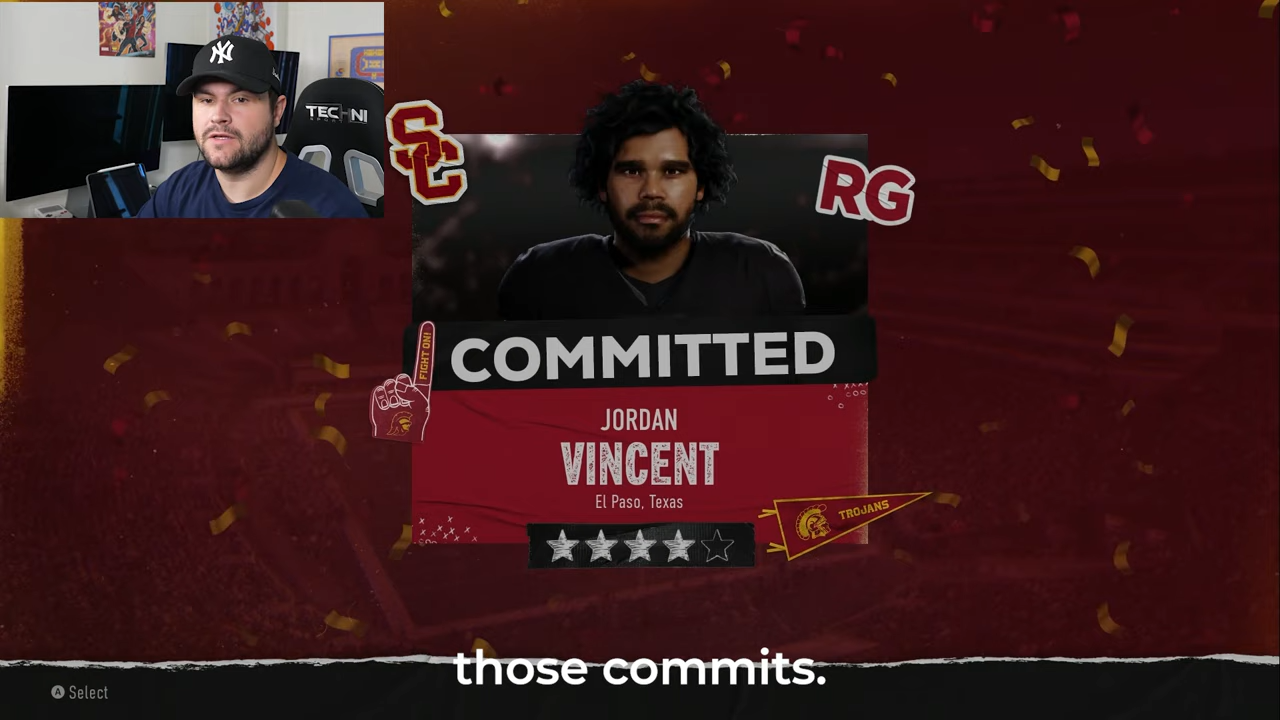 NY
TECHNI
SC
RG
FIGHT ON!
COMMITTED
JORDAN
VINCENT
El Paso, Texas
TROJANS
those commits.
A Select